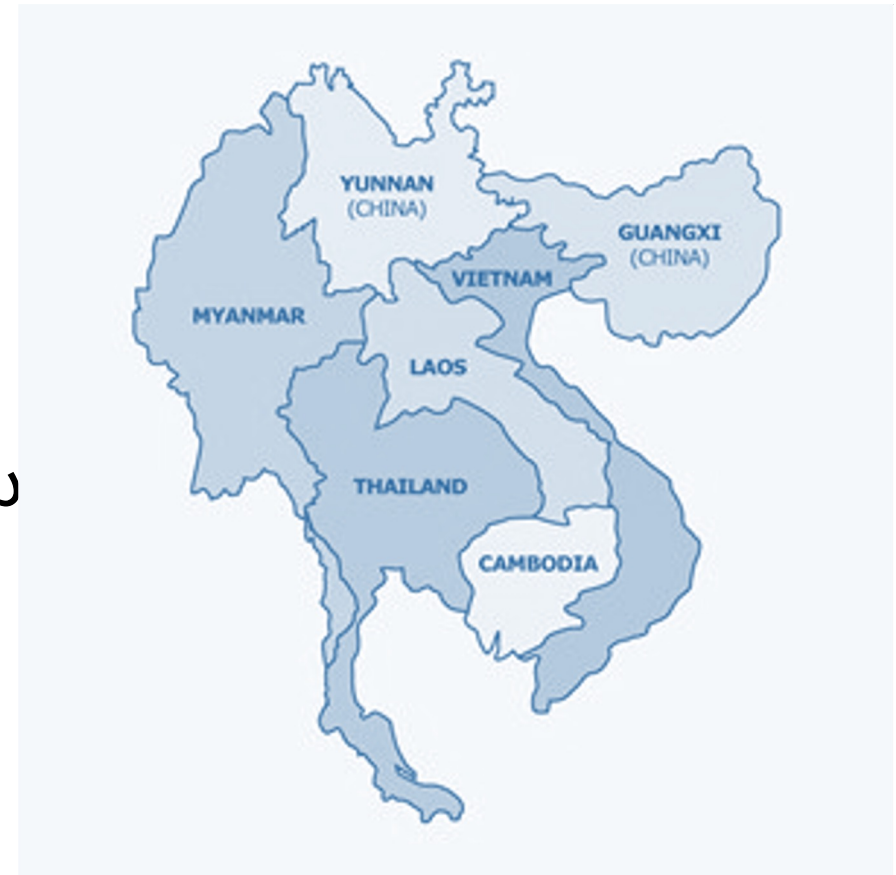 YUNNAN
(CHINA)
GUANGXI
(CHINA)
VIETNAM
MYANMAR
LAOS
THAILAND
CAMBODIA